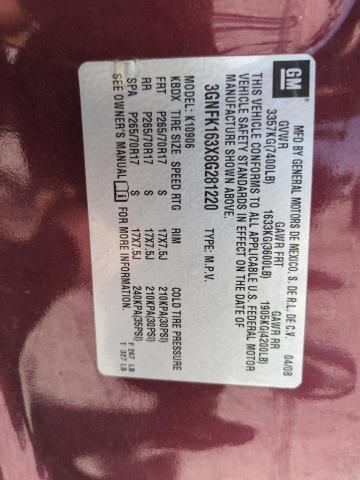 GM ®
MFD BY GENERAL MOTORS DE MEXICO, S. DE R.L. DE C.V. 04/08
GVWR GAWR FRT GAWR RR
3357KG(7400LB) 1633KG(3600LB) 1905KG(4200LB)
THIS VEHICLE CONFORMS TO ALL APPLICABLE U.S. FEDERAL MOTOR
VEHICLE SAFETY STANDARDS IN EFFECT ON THE DATE OF
MANUFACTURE SHOWN ABOVE.
3GNFK163X8G281220 TYPE: M.P.V.
MODEL: K10906
KBDX TIRE SIZE SPEED RTG RIM COLD TIRE PRESSURE
FRT P265/70R17 S 17X7.5J 210KPA(30PSI)
RR P265/70R17 S 17X7.5J 210KPA(30PSI)
SPA P265/70R17 S 17X7.5J 240KPA(35PSI)
SEE OWNER'S MANUAL F 267 LB
T 327 LB